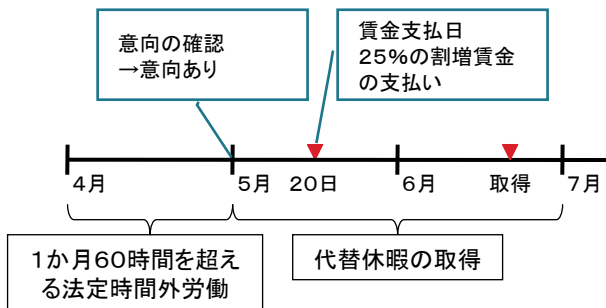 意向の確認
→意向あり
賃金支払日
25%の割増賃金
の支払い
4月
5月
20日
6月
取得
7月
1か月60時間を超え
る法定時間外労働
代替休暇の取得